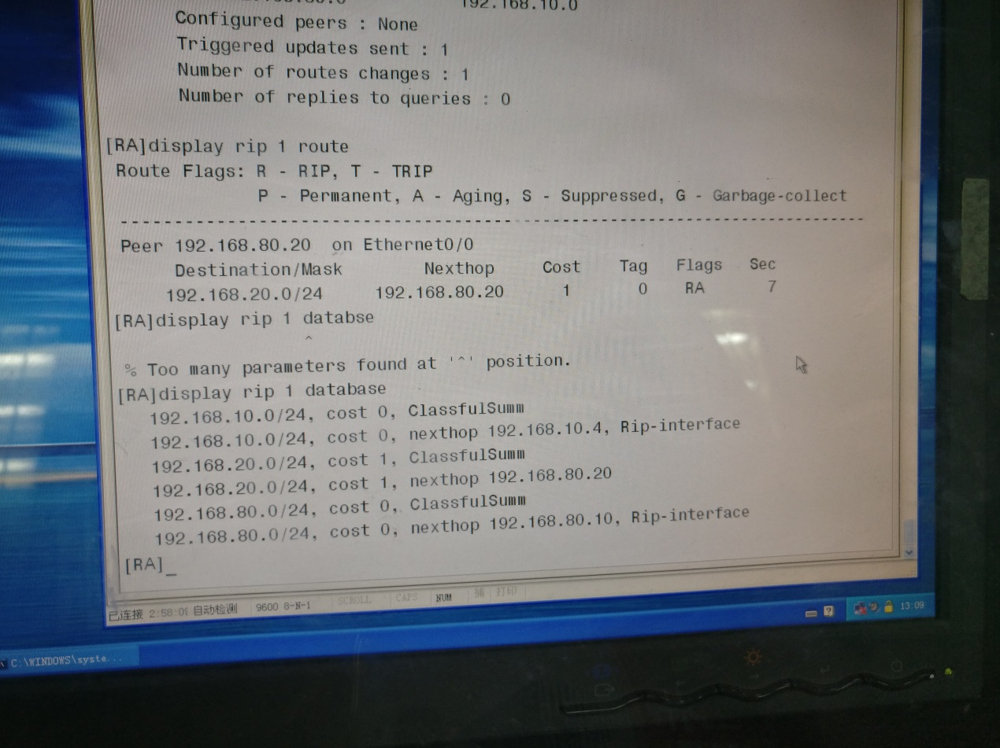 192.168.10.0
Configured peers : None
Triggered updates sent : 1
Number of routes changes : 1
Number of replies to queries : 0
[RA]display rip 1 route
Route Flags: R - RIP, T - TRIP
P - Permanent, A - Aging, S - Suppressed, G - Garbage-collect
--------------------------------------------------------------------
Peer 192.168.80.20 on Ethernet0/0
Destination/Mask Nexthop Cost Tag Flags Sec
192.168.20.0/24 192.168.80.20 1 0 RA 7
[RA]display rip 1 databse
^
% Too many parameters found at '^' position.
[RA]display rip 1 database
192.168.10.0/24, cost 0, ClassfulSumm
192.168.10.0/24, cost 0, nexthop 192.168.10.4, Rip-interface
192.168.20.0/24, cost 1, ClassfulSumm
192.168.20.0/24, cost 1, nexthop 192.168.80.20
192.168.80.0/24, cost 0, ClassfulSumm
192.168.80.0/24, cost 0, nexthop 192.168.80.10, Rip-interface
[RA]_
已连接 2:58:09 自动检测 9600 8-N-1 SCROLL CAPS NUM 捕 打印
13:09
C:\WINDOWS\syste...